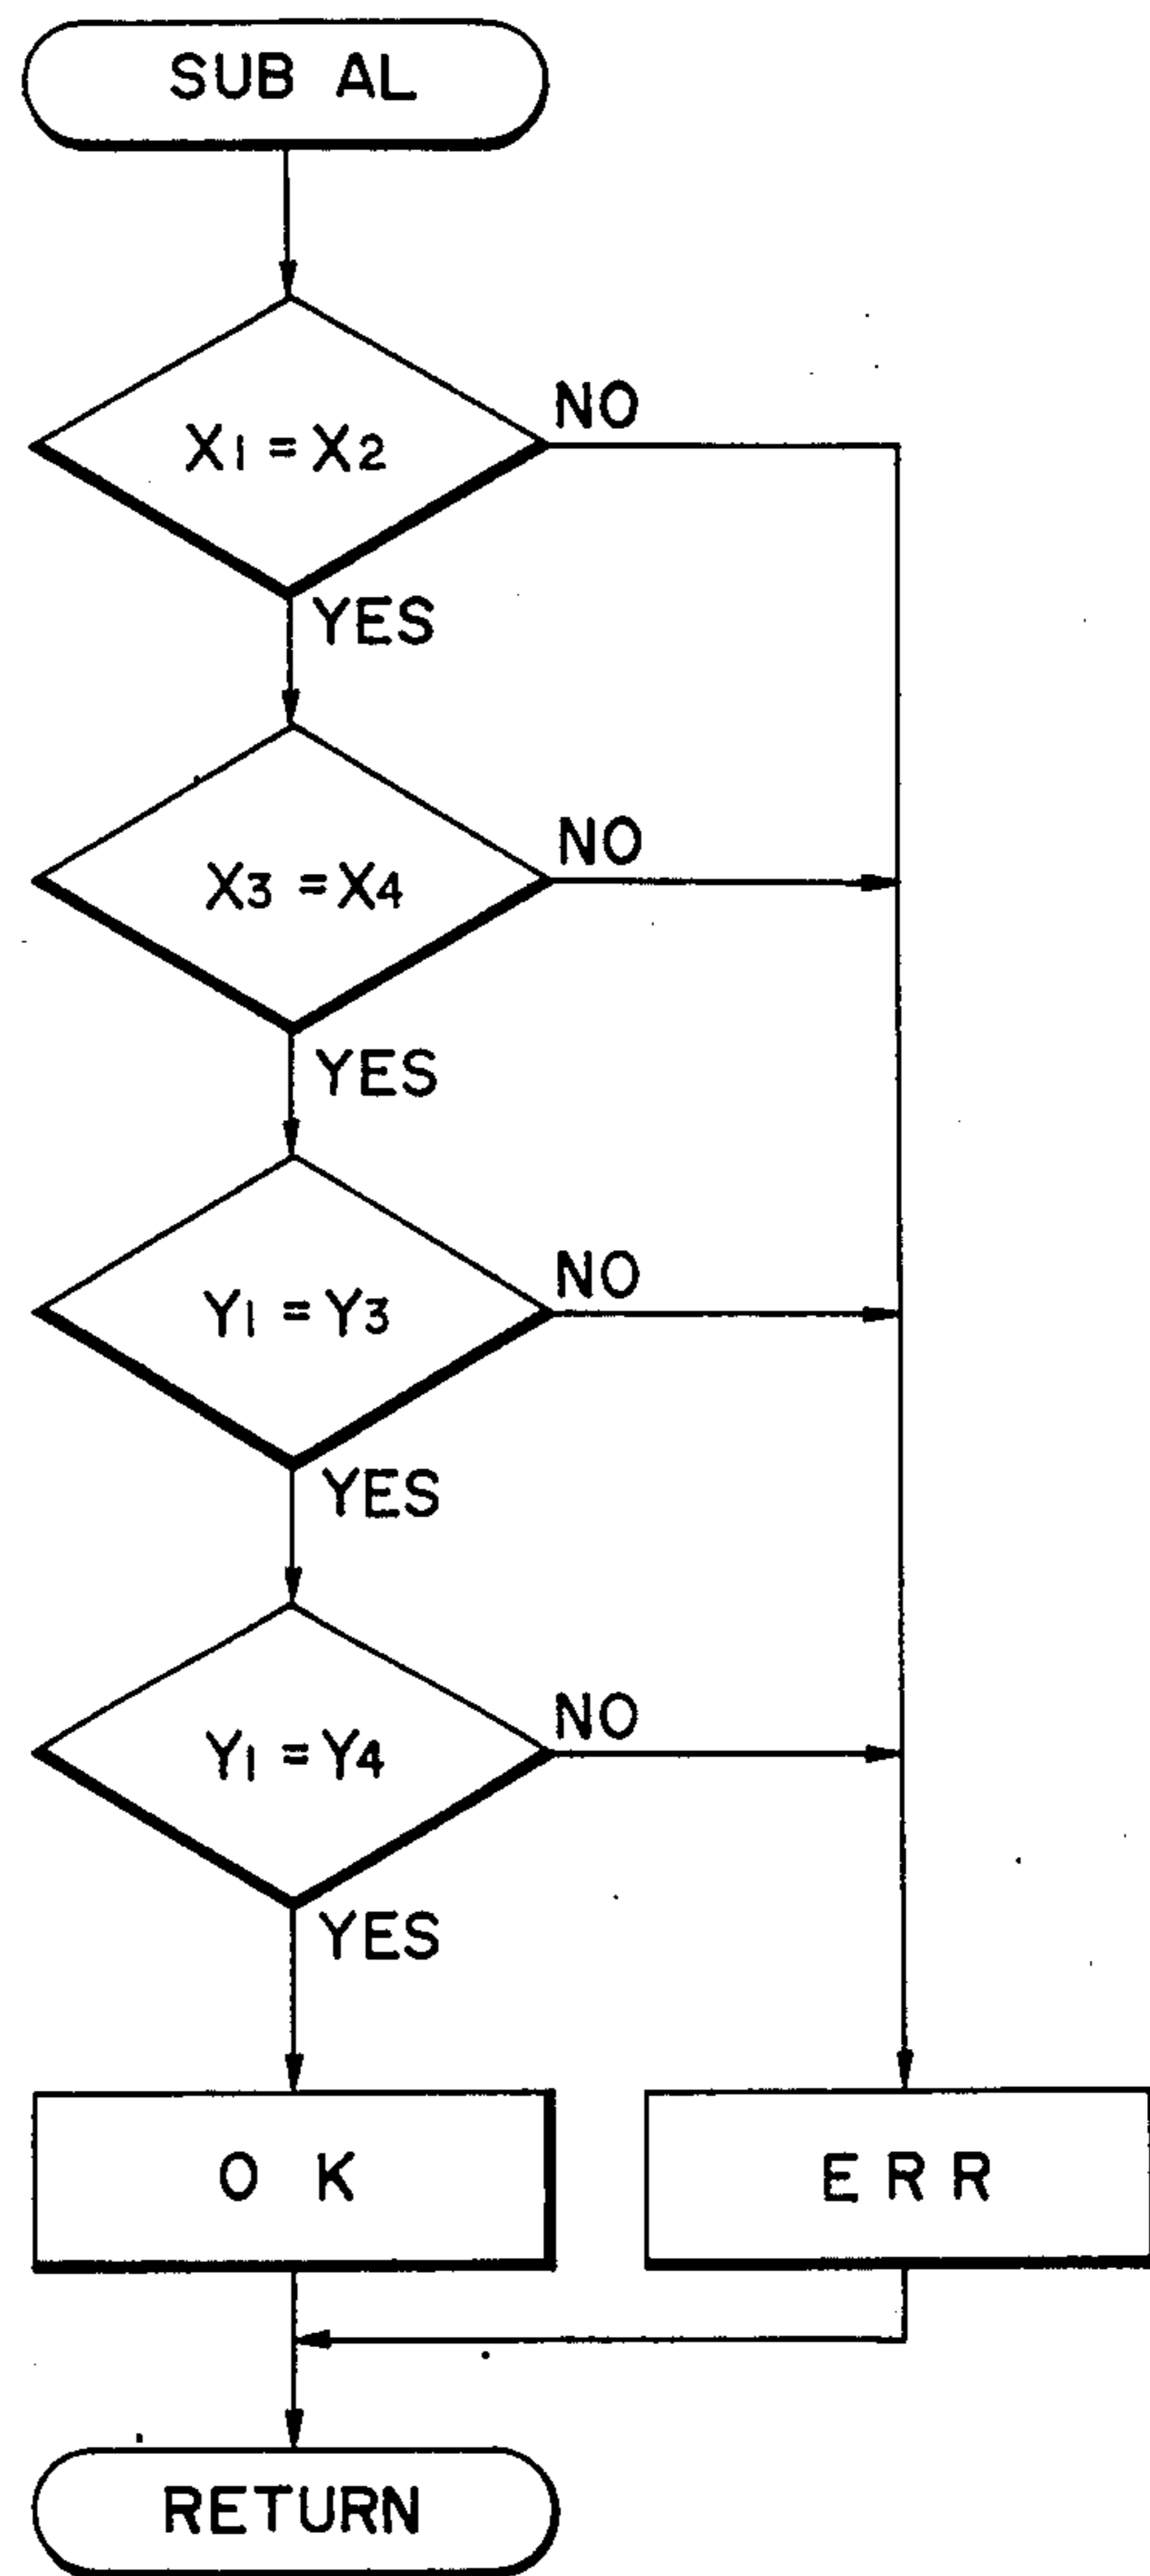 SUB AL
NO
X1 = X2
YES
NO
X3 = X4
YES
NO
Y1 = Y3
YES
NO
Y1 = Y4
YES
OK
ERR
RETURN